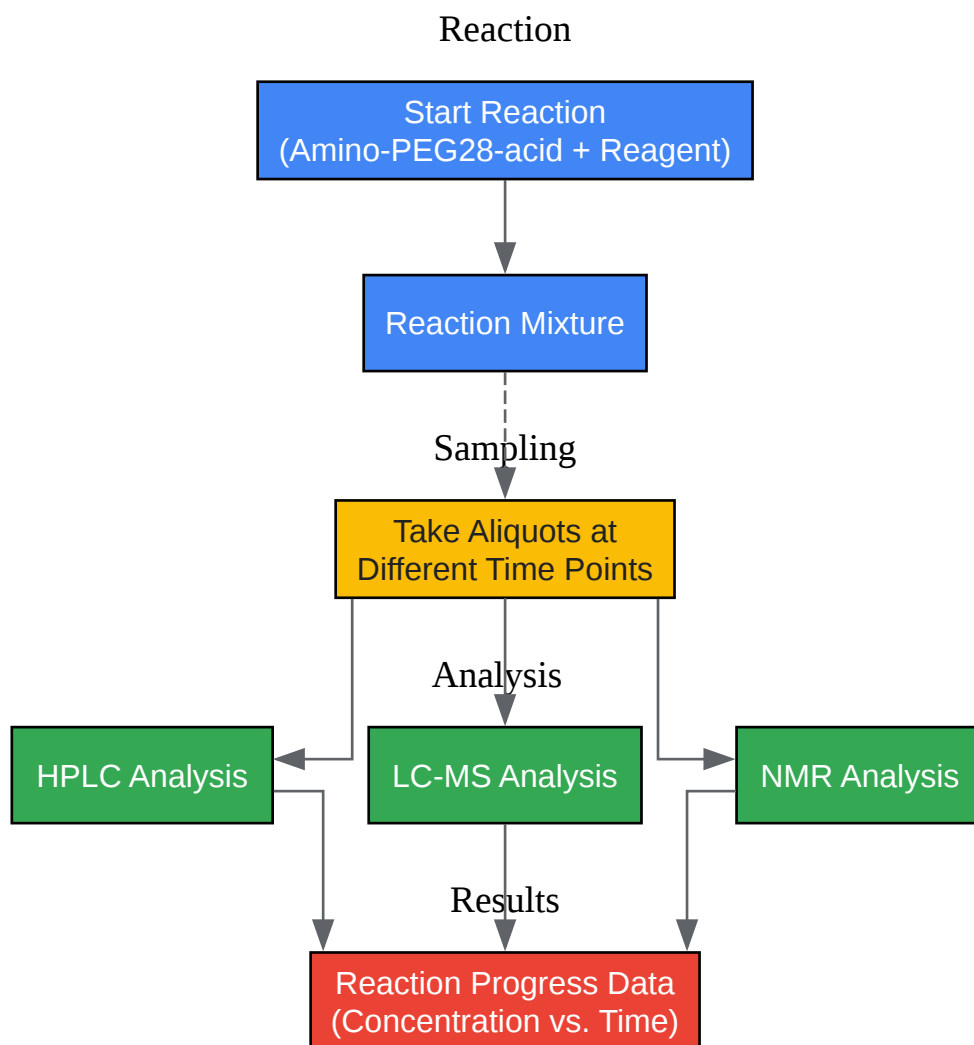 Reaction
Start Reaction
(Amino-PEG28-acid + Reagent)
Reaction Mixture
Sampling
Take Aliquots at
Different Time Points
Analysis
HPLC Analysis
LC-MS Analysis
NMR Analysis
Results
Reaction Progress Data
(Concentration vs. Time)